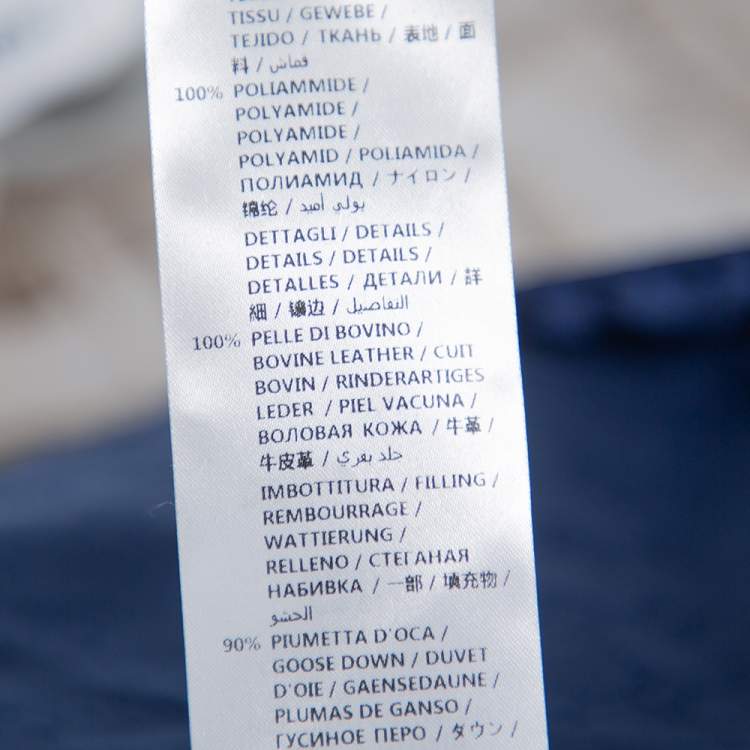 TISSU / GEWEBE /
TEJIDO / ТКАНЬ / 表地 / 面
料 / قماش
100% POLIAMMIDE /
POLYAMIDE /
POLYAMIDE /
POLYAMID / POLIAMIDA /
ПОЛИАМИД / ナイロン /
锦纶 / بولي أميد
DETTAGLI / DETAILS /
DETAILS / DETAILS /
DETALLES / ДЕТАЛИ / 詳
細 / 镶边 / التفاصيل
100% PELLE DI BOVINO /
BOVINE LEATHER / CUIT
BOVIN / RINDERARTIGES
LEDER / PIEL VACUNA /
ВОЛОВАЯ КОЖА / 牛革 /
牛皮革 / جلد بقري
IMBOTTITURA / FILLING /
REMBOURRAGE /
WATTIERUNG /
RELLENO / СТЕГАНАЯ
НАБИВКА / 一部 / 填充物 /
الحشو
90% PIUMETTA D'OCA /
GOOSE DOWN / DUVET
D'OIE / GAENSEDAUNE /
PLUMAS DE GANSO /
ГУСИНОЕ ПЕРО / ダウン /